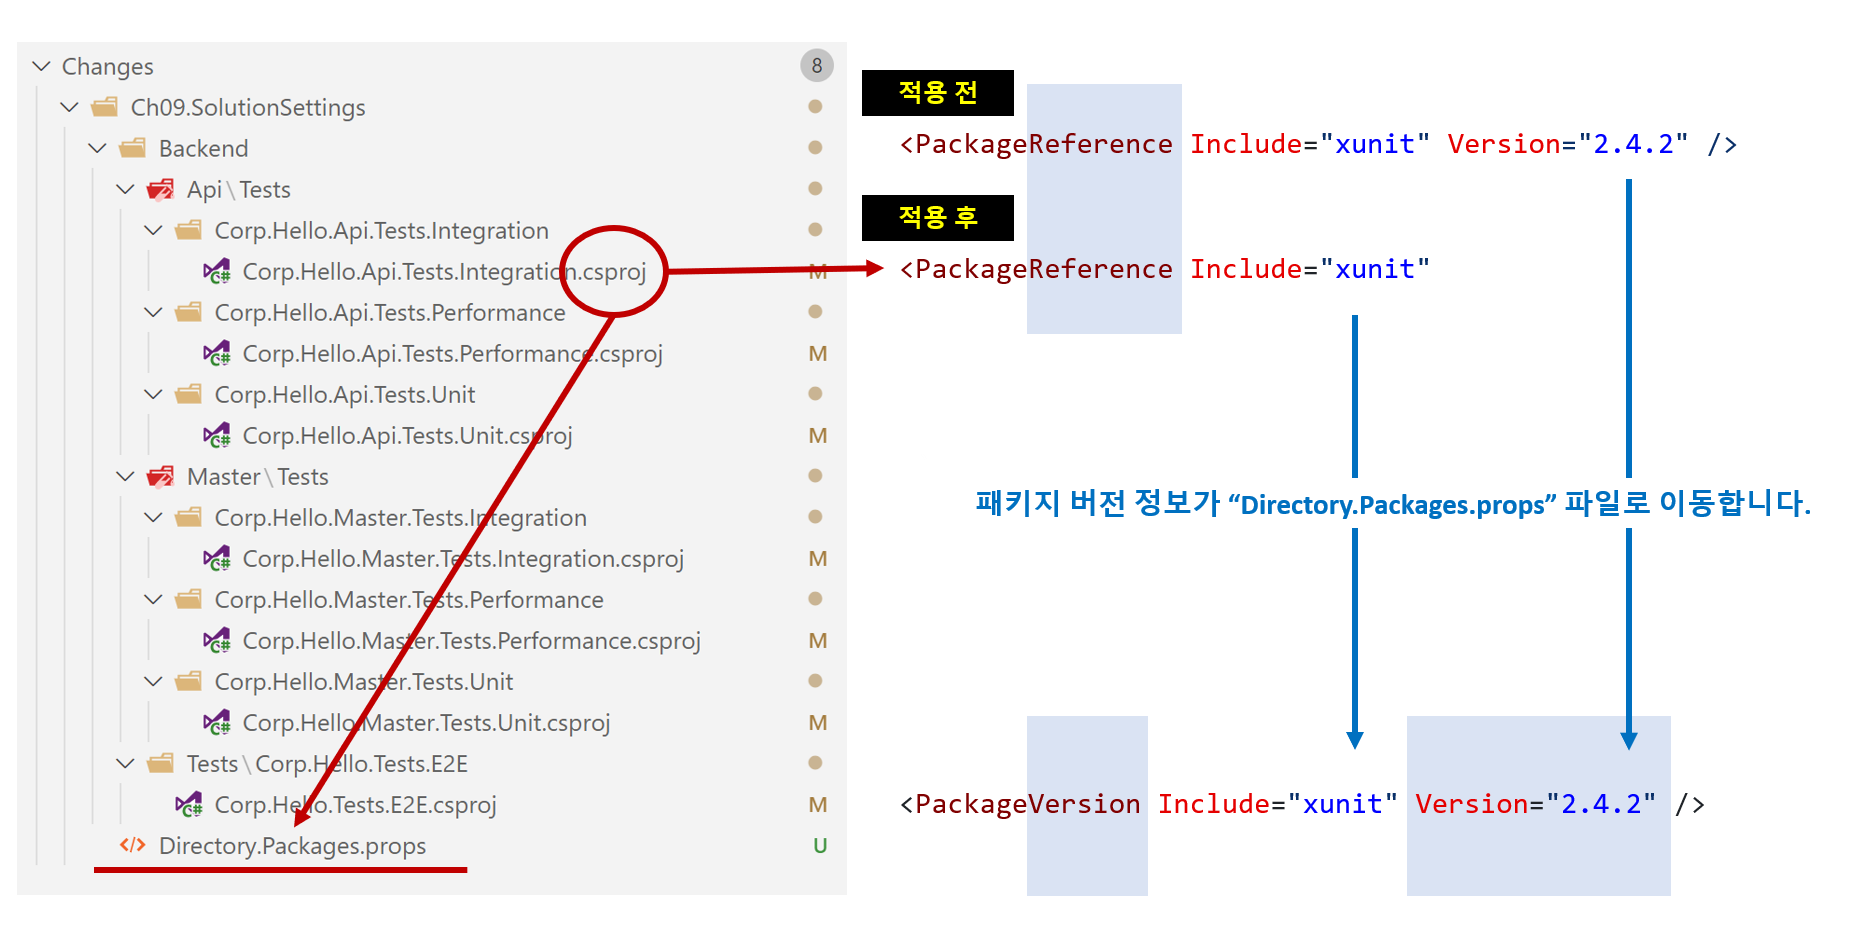 Changes
8
Ch09.SolutionSettings
Backend
Api\Tests
Corp.Hello.Api.Tests.Integration
Corp.Hello.Api.Tests.Integration.csproj
M
Corp.Hello.Api.Tests.Performance
Corp.Hello.Api.Tests.Performance.csproj
M
Corp.Hello.Api.Tests.Unit
Corp.Hello.Api.Tests.Unit.csproj
M
Master\Tests
Corp.Hello.Master.Tests.Integration
Corp.Hello.Master.Tests.Integration.csproj
M
Corp.Hello.Master.Tests.Performance
Corp.Hello.Master.Tests.Performance.csproj
M
Corp.Hello.Master.Tests.Unit
Corp.Hello.Master.Tests.Unit.csproj
M
Tests\Corp.Hello.Tests.E2E
Corp.Hello.Tests.E2E.csproj
M
Directory.Packages.props
U
적용 전
<PackageReference Include="xunit" Version="2.4.2" />
적용 후
<PackageReference Include="xunit"
패키지 버전 정보가 “Directory.Packages.props” 파일로 이동합니다.
<PackageVersion Include="xunit" Version="2.4.2" />